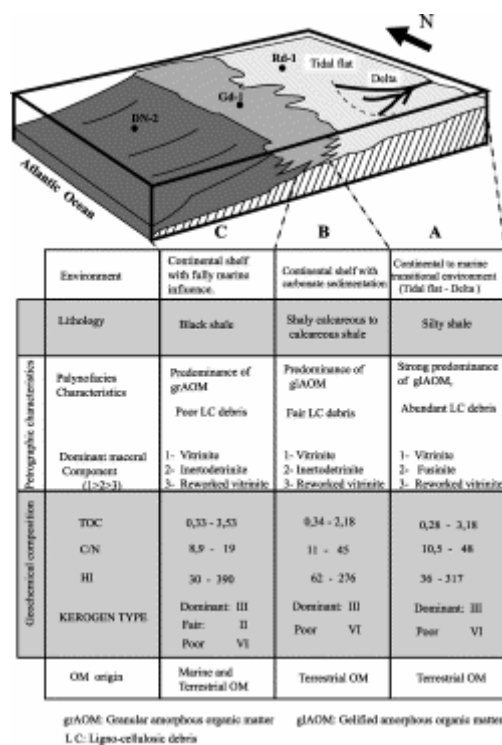 N
Rd-1
Tidal flat
Delta
Gd-1
DN-2
Atlantic Ocean
C B A
Environment
Continental shelf with fully marine influence.
Continental shelf with carbonate sedimentation
Continental to marine transitional environment (Tidal flat - Delta )
Lithology
Black shale
Shaly calcareous to calcareous shale
Silty shale
Petrographic characteristics
Palynofacies Characteristics
Predominance of grAOM
Poor LC debris
Predominance of glAOM
Fair LC debris
Strong predominance of glAOM,
Abundant LC debris
Dominant maceral Component (1>2>3)
1- Vitrinite
2- Inertodetrinite
3- Reworked vitrinite
1- Vitrinite
2- Inertodetrinite
3- Reworked vitrinite
1- Vitrinite
2- Fusinite
3- Reworked vitrinite
Geochemical composition
TOC 0,33 - 3,53 0,34 - 2,18 0,28 - 3,18
C/N 8,9 - 19 11 - 45 10,5 - 48
HI 30 - 390 62 - 276 36 - 317
KEROGEN TYPE
Dominant: III
Fair: II
Poor VI
Dominant: III
Poor VI
Dominant: III
Poor VI
OM origin
Marine and Terrestrial OM
Terrestrial OM
Terrestrial OM
grAOM: Granular amorphous organic matter glAOM: Gelified amorphous organic matter
L C: Ligno-cellulosic debris